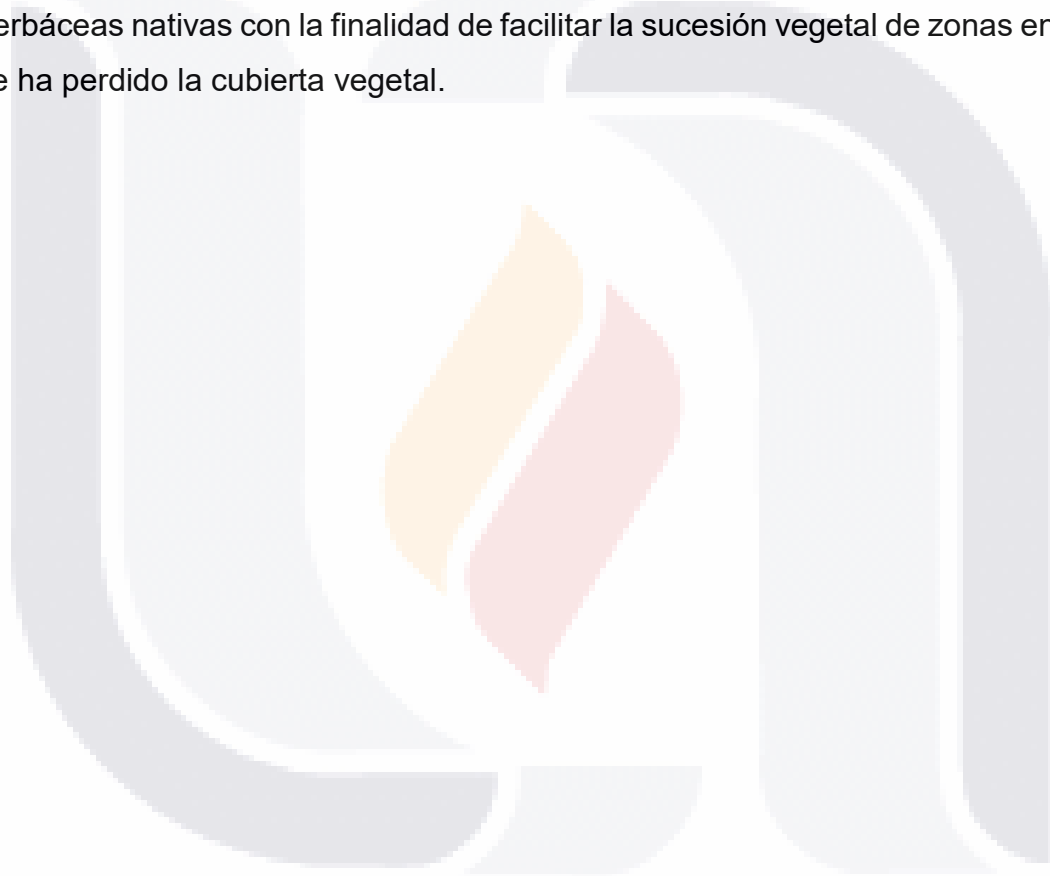 erbáceas nativas con la finalidad de facilitar la sucesión vegetal de zonas en
e ha perdido la cubierta vegetal.